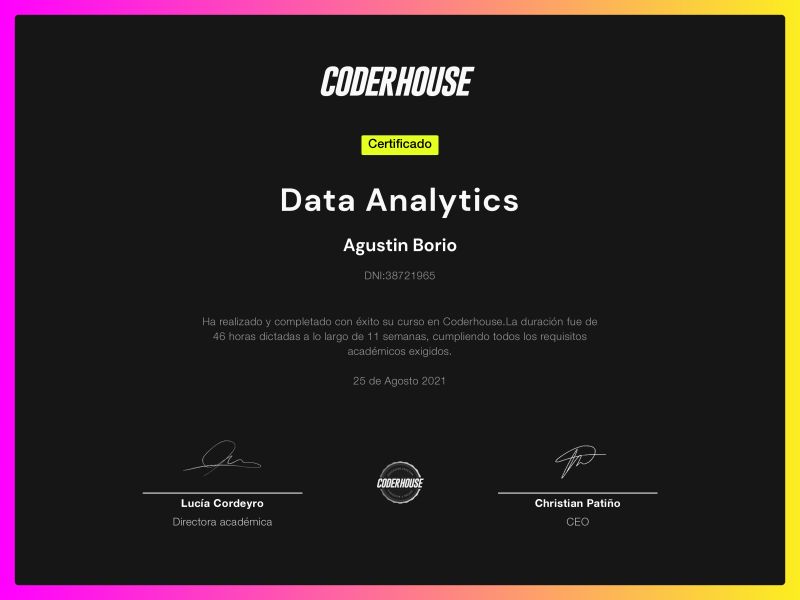 CODERHOUSE
Certificado
Data Analytics
Agustin Borio
DNI:38721965
Ha realizado y completado con éxito su curso en Coderhouse.La duración fue de
46 horas dictadas a lo largo de 11 semanas, cumpliendo todos los requisitos
académicos exigidos.
25 de Agosto 2021
CODERHOUSE
Lucía Cordeyro
Directora académica
Christian Patiño
CEO